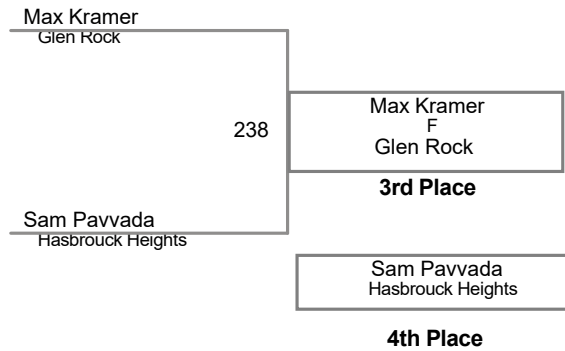 Max Kramer
Glen Rock
238
Max Kramer
F
Glen Rock
3rd Place
Sam Pavvada
Hasbrouck Heights
Sam Pavvada
Hasbrouck Heights
4th Place